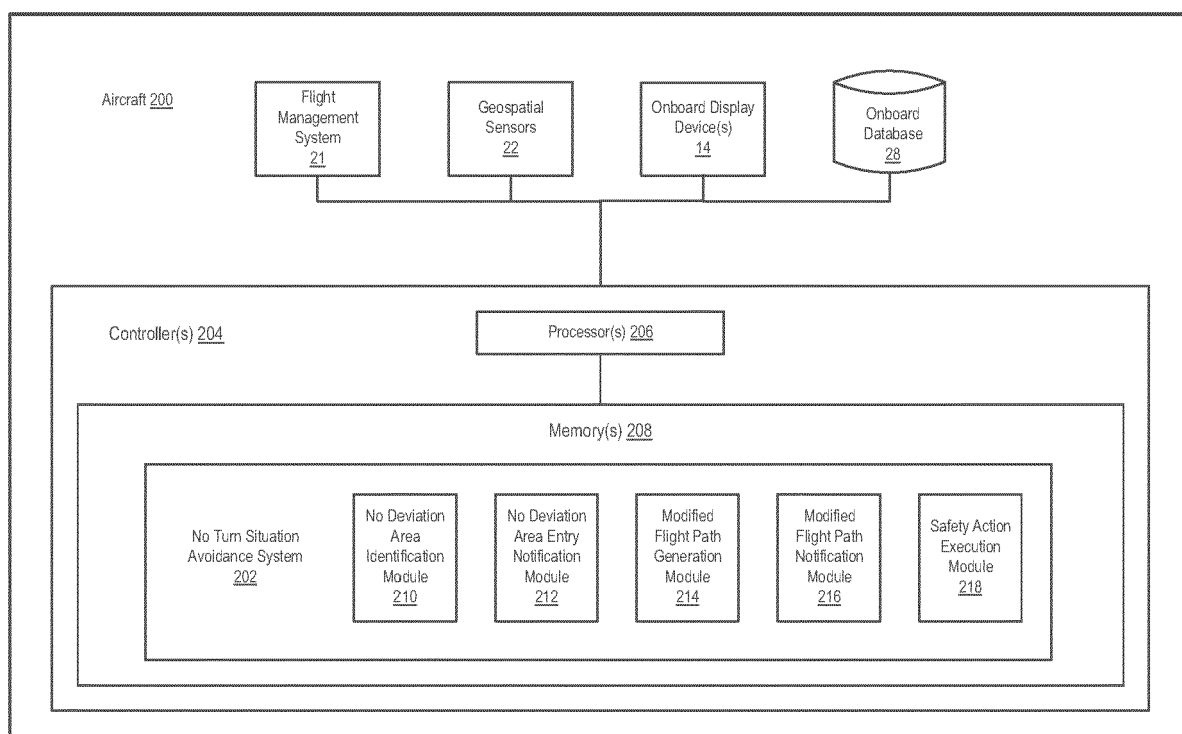 Aircraft 200
Flight
Management
System
21
Geospatial
Sensors
22
Onboard Display
Device(s)
14
Onboard
Database
28
Controller(s) 204
Processor(s) 206
Memory(s) 208
No Turn Situation
Avoidance System
202
No Deviation
Area
Identification
Module
210
No Deviation
Area Entry
Notification
Module
212
Modified
Flight Path
Generation
Module
214
Modified
Flight Path
Notification
Module
216
Safety Action
Execution
Module
218